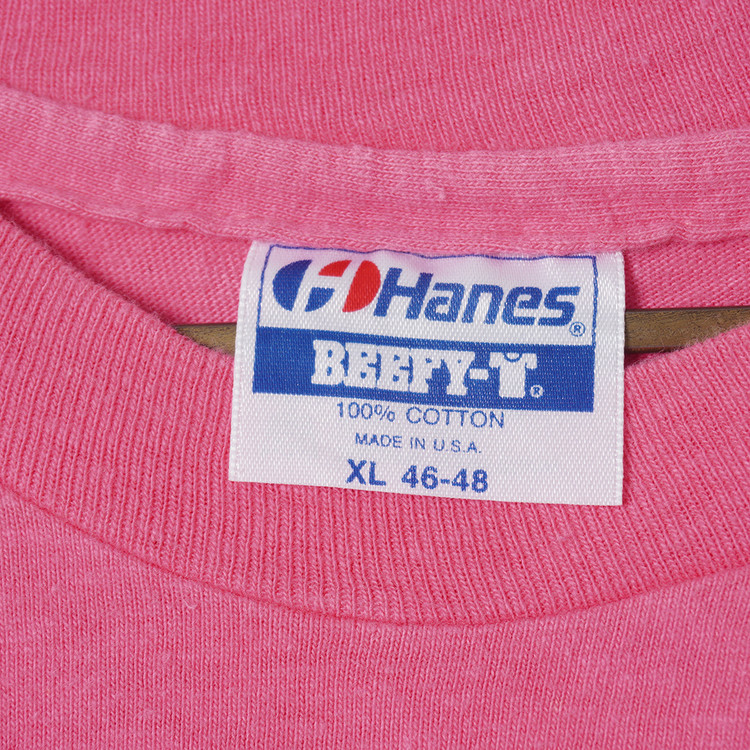 Hanes®
BEEFY-T®
100% COTTON
MADE IN U.S.A.
XL 46-48